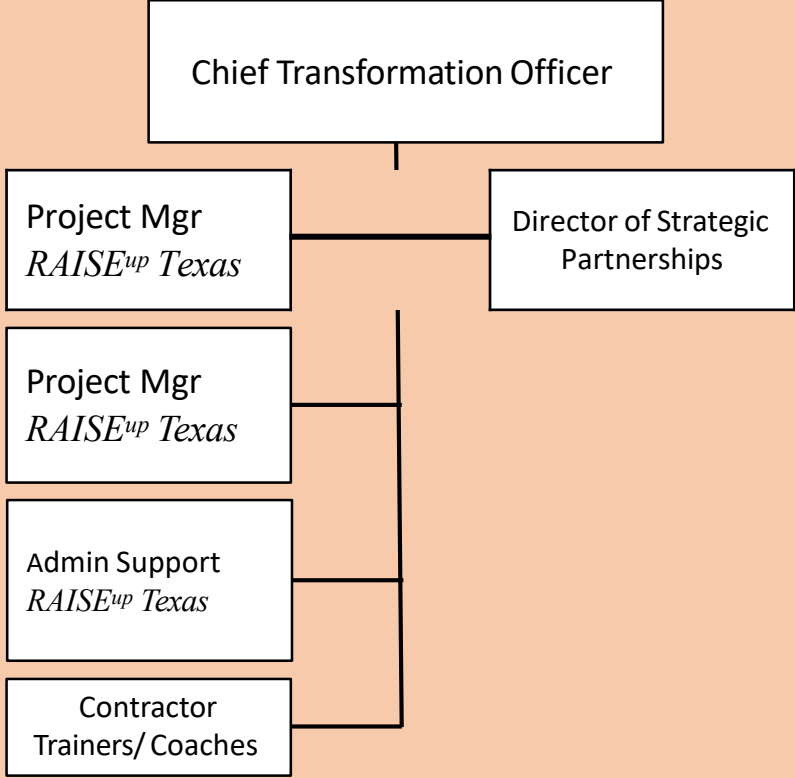 Chief Transformation Officer
Project Mgr
RAISEup Texas
Director of Strategic
Partnerships
Project Mgr
RAISEup Texas
Admin Support
RAISEup Texas
Contractor
Trainers/ Coaches